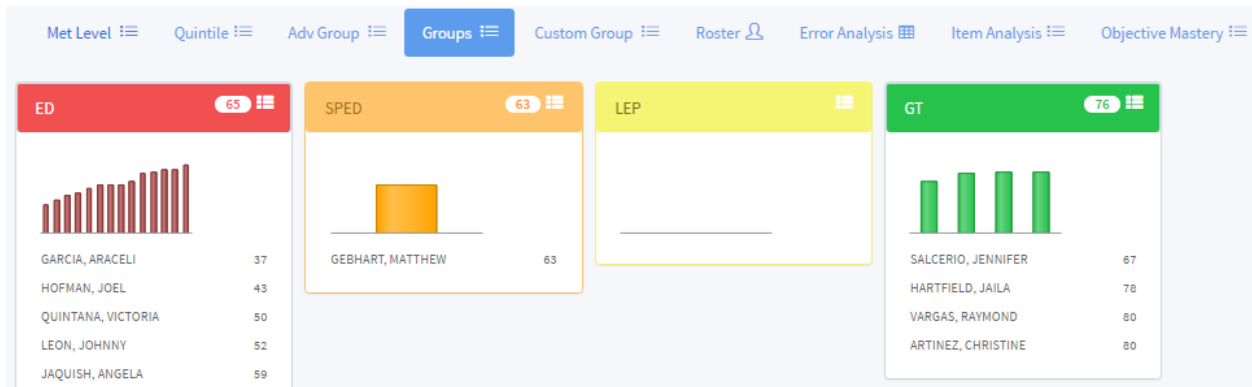 Met Level Quintile Adv Group Groups Custom Group Roster Error Analysis Item Analysis Objective Mastery
ED 65
GARCIA, ARACELI 37
HOFMAN, JOEL 43
QUINTANA, VICTORIA 50
LEON, JOHNNY 52
JAQUISH, ANGELA 59
SPED 63
GEBHART, MATTHEW 63
LEP
GT 76
SALCERIO, JENNIFER 67
HARTFIELD, JAILA 78
VARGAS, RAYMOND 80
ARTINEZ, CHRISTINE 80